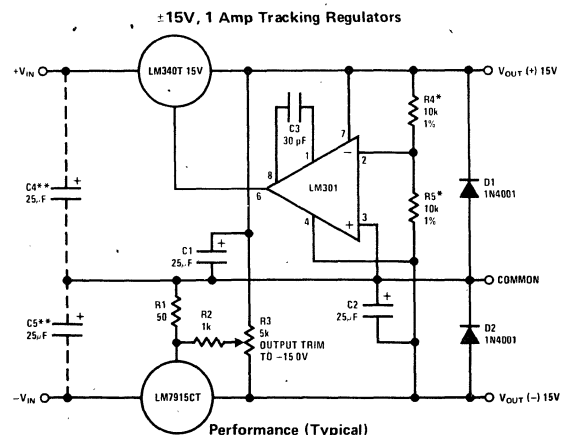 ±15V, 1 Amp Tracking Regulators
+VIN
LM340T 15V
VOUT (+) 15V
R4*
10k
1%
C3
30 pF
7
8
1
−
2
6
LM301
C4**
25µF
+
R5*
10k
1%
D1
1N4001
4
+
3
C1
25µF
+
COMMON
R1
50
R2
1k
R3
5k
OUTPUT TRIM
TO −15 0V
C2
25µF
+
C5**
25µF
+
D2
1N4001
−VIN
LM7915CT
VOUT (−) 15V
Performance (Typical)